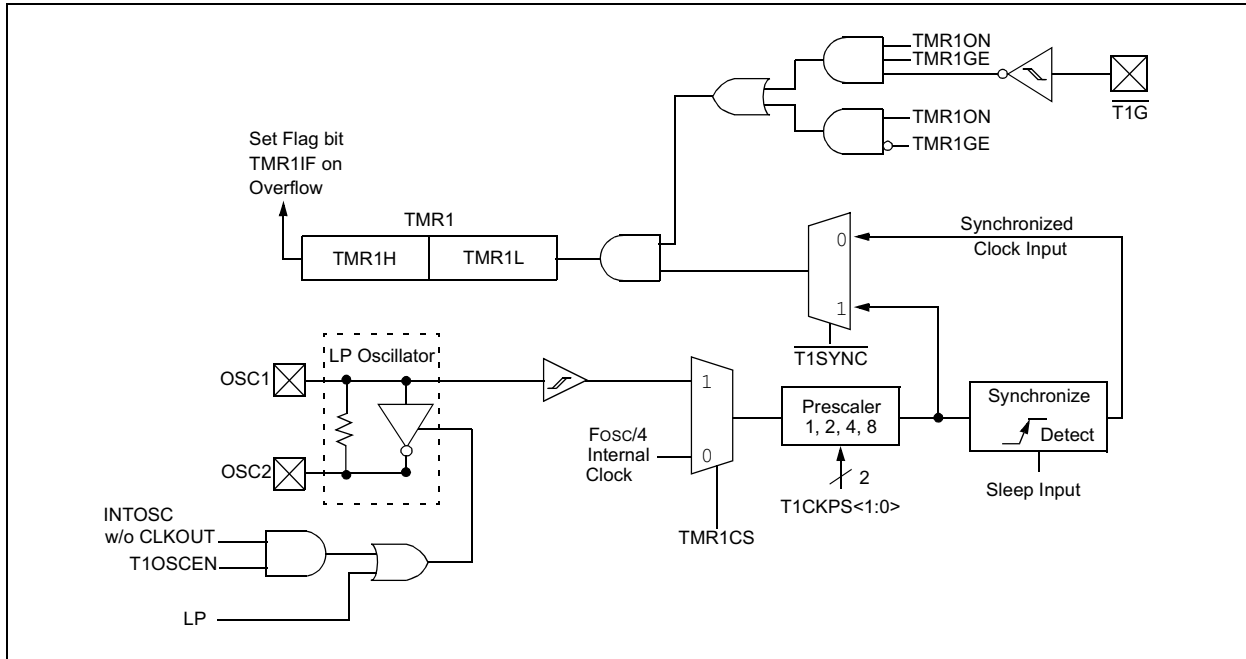 TMR1ON
TMR1GE
T1G
TMR1ON
TMR1GE
Set Flag bit
TMR1IF on
Overflow
TMR1
TMR1H
TMR1L
0
1
T1SYNC
Synchronized
Clock Input
LP Oscillator
OSC1
OSC2
1
0
FOSC/4
Internal
Clock
TMR1CS
Prescaler
1, 2, 4, 8
2
T1CKPS<1:0>
Synchronize
Detect
Sleep Input
INTOSC
w/o CLKOUT
T1OSCEN
LP